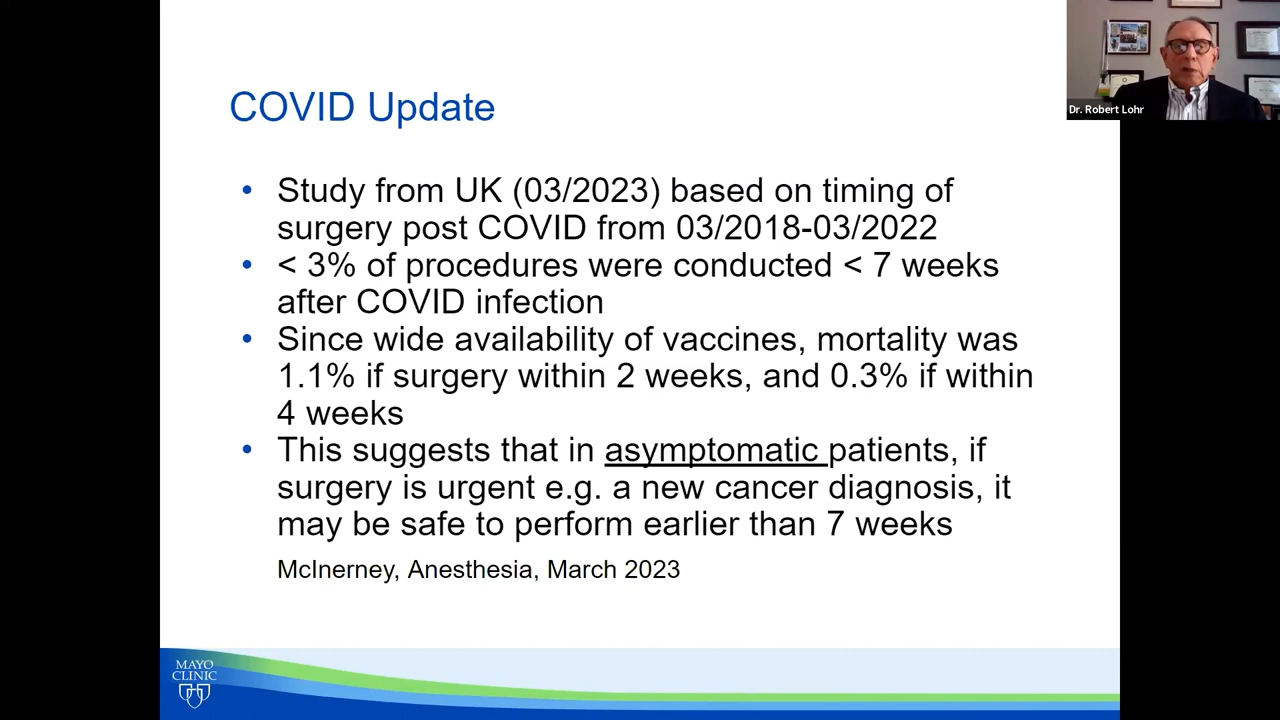 Dr. Robert Lohr
COVID Update
• Study from UK (03/2023) based on timing of
surgery post COVID from 03/2018-03/2022
• < 3% of procedures were conducted < 7 weeks
after COVID infection
• Since wide availability of vaccines, mortality was
1.1% if surgery within 2 weeks, and 0.3% if within
4 weeks
• This suggests that in asymptomatic patients, if
surgery is urgent e.g. a new cancer diagnosis, it
may be safe to perform earlier than 7 weeks
McInerney, Anesthesia, March 2023
MAYO
CLINIC